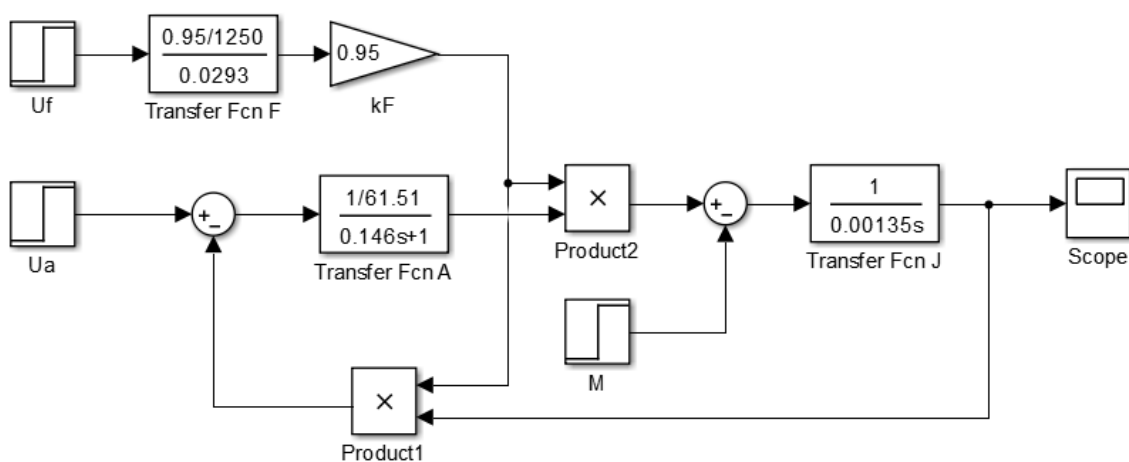 Uf
0.95/1250
0.0293
Transfer Fcn F
0.95
kF
Ua
+
−
1/61.51
0.146s+1
Transfer Fcn A
×
Product2
+
−
1
0.00135s
Transfer Fcn J
Scope
M
×
Product1